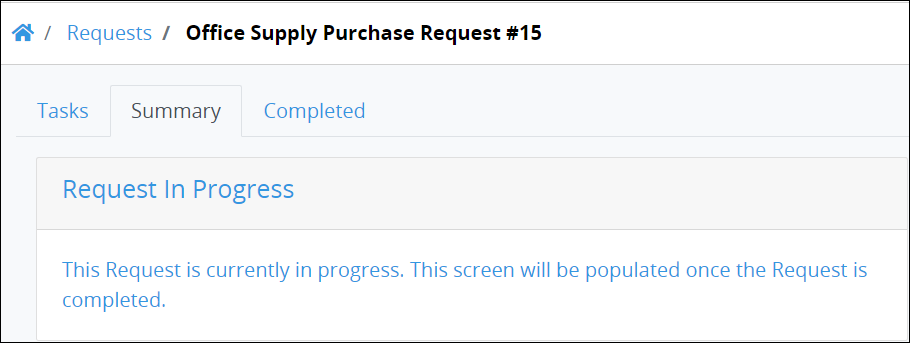 / Requests / Office Supply Purchase Request #15
Tasks Summary Completed
Request In Progress
This Request is currently in progress. This screen will be populated once the Request is
completed.